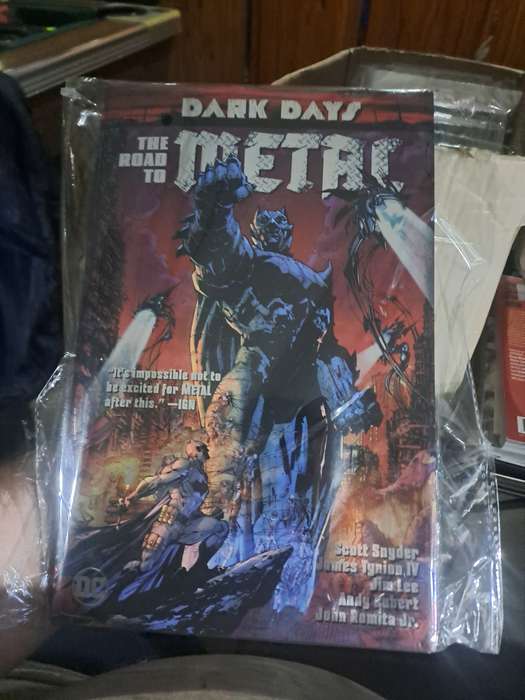 DARK DAYS
THE
ROAD
TO
METAL
"It's impossible not to
be excited for METAL
after this." —IGN
Scott Snyder
James Tynion IV
Jim Lee
Andy Kubert
John Romita Jr.
DC